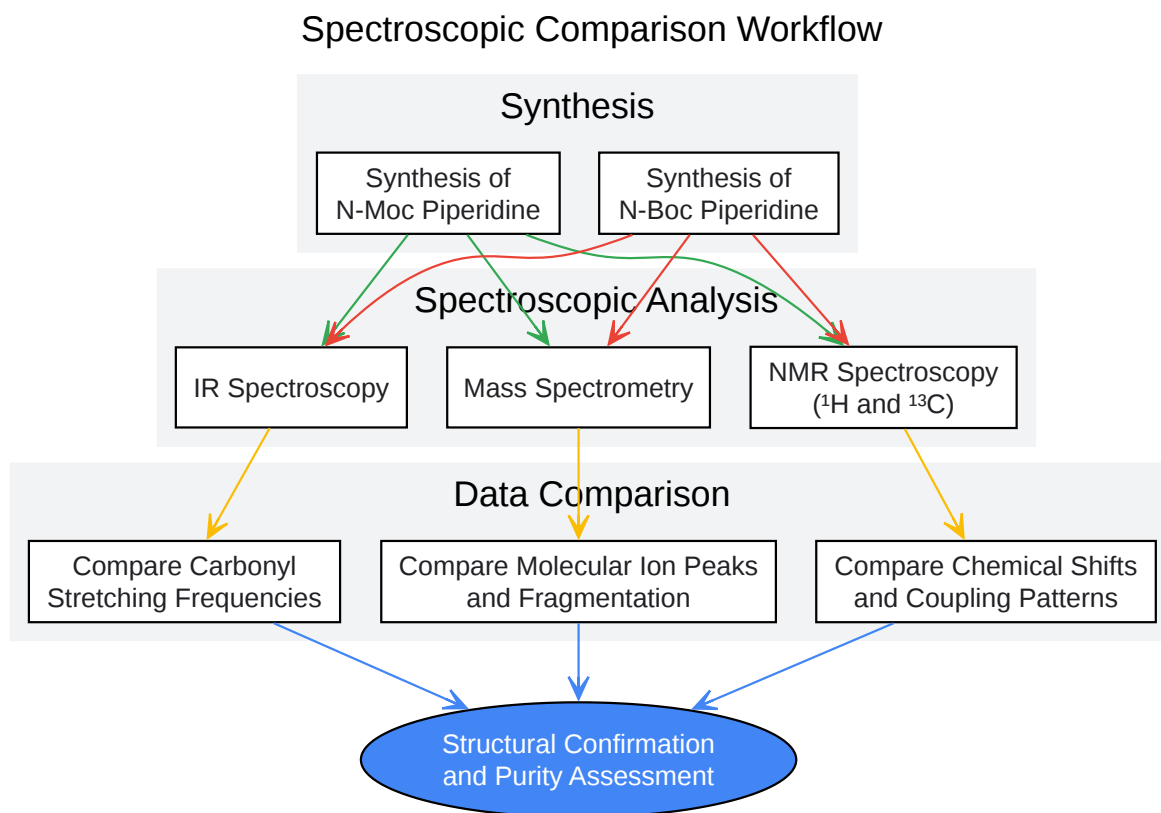 Spectroscopic Comparison Workflow
Synthesis
Synthesis of
N-Moc Piperidine
Synthesis of
N-Boc Piperidine
Spectroscopic Analysis
IR Spectroscopy
Mass Spectrometry
NMR Spectroscopy
(¹H and ¹³C)
Data Comparison
Compare Carbonyl
Stretching Frequencies
Compare Molecular Ion Peaks
and Fragmentation
Compare Chemical Shifts
and Coupling Patterns
Structural Confirmation
and Purity Assessment